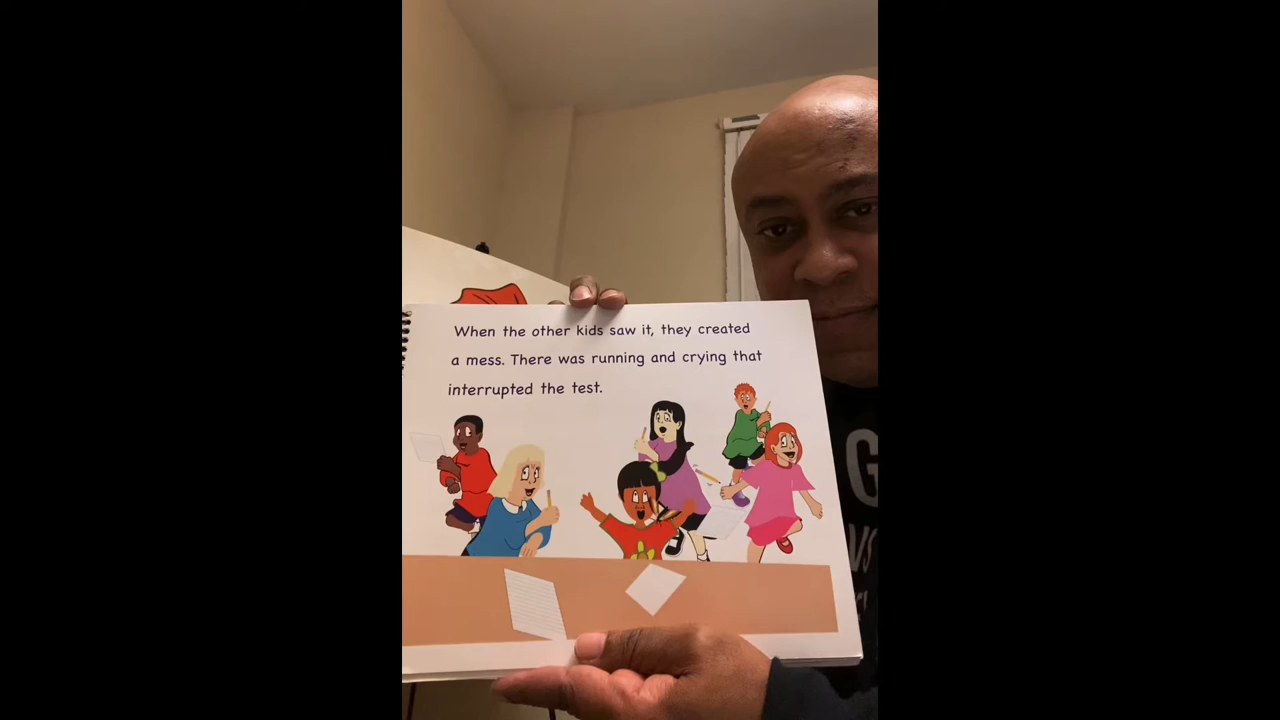 When the other kids saw it, they created
a mess. There was running and crying that
interrupted the test.